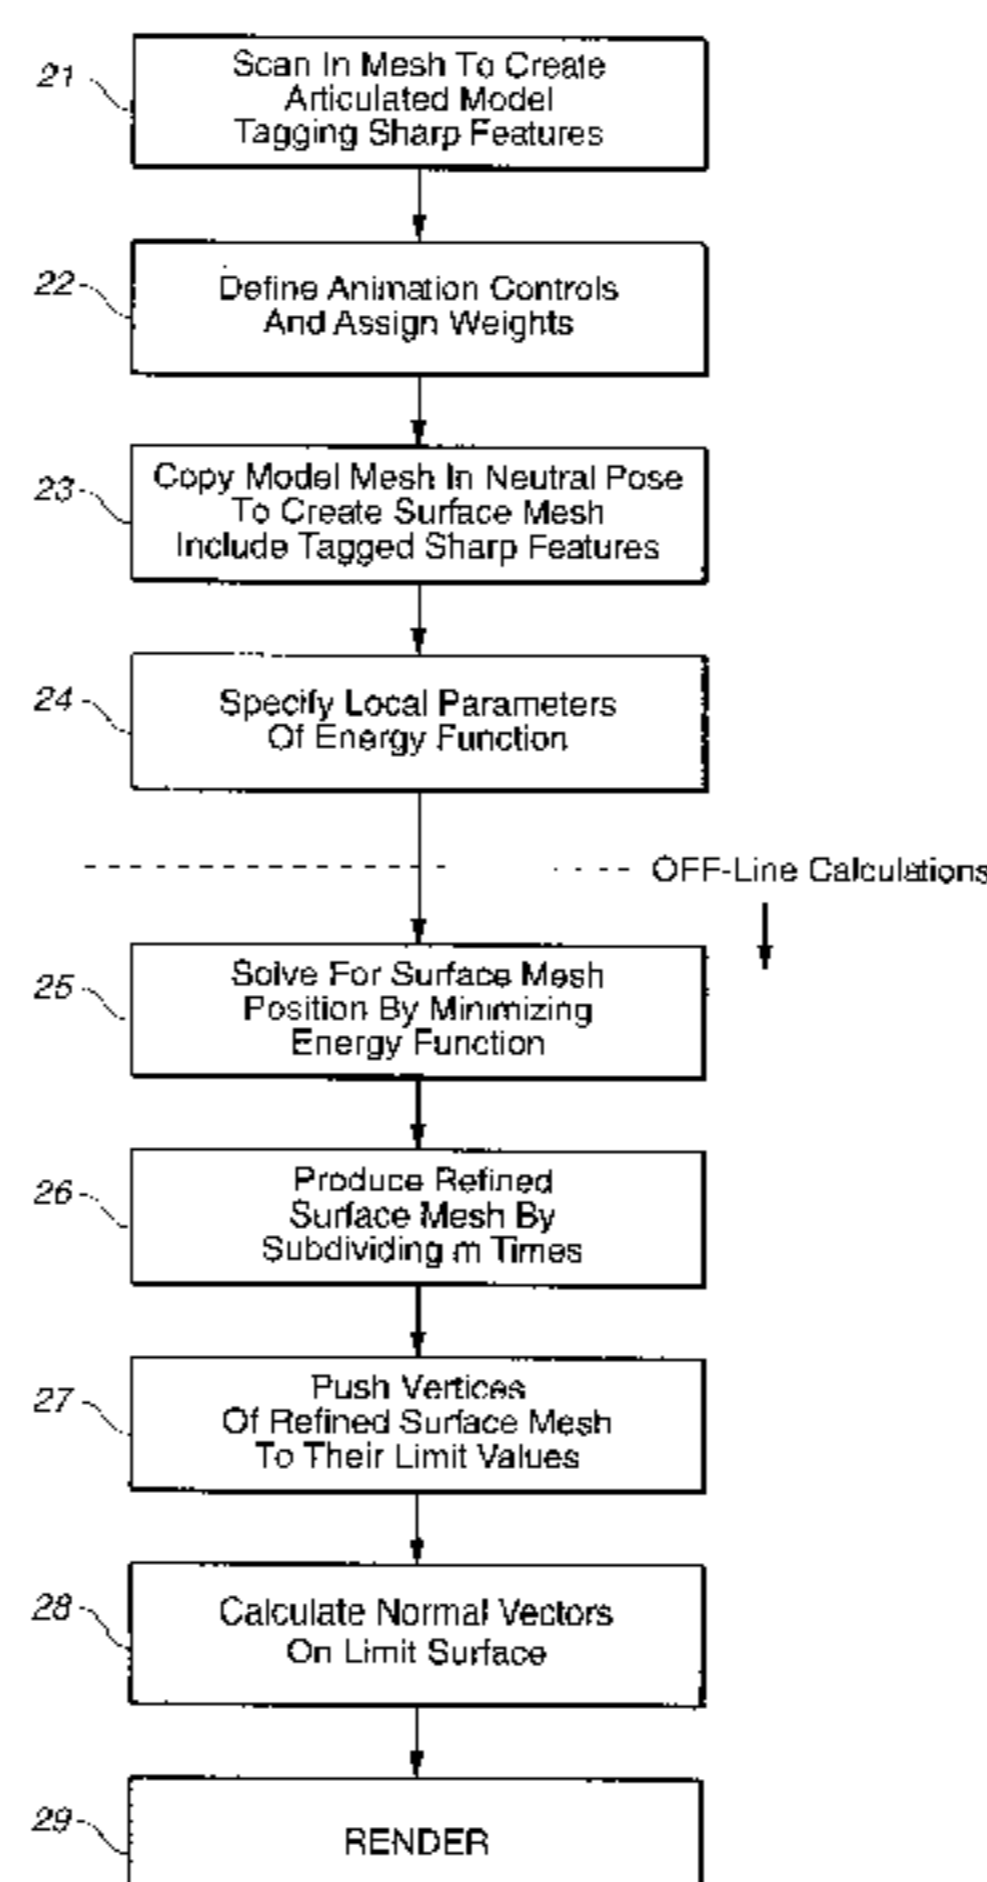 21
Scan In Mesh To Create
Articulated Model
Tagging Sharp Features
22
Define Animation Controls
And Assign Weights
23
Copy Model Mesh In Neutral Pose
To Create Surface Mesh
Include Tagged Sharp Features
24
Specify Local Parameters
Of Energy Function
OFF-Line Calculations
25
Solve For Surface Mesh
Position By Minimizing
Energy Function
26
Produce Refined
Surface Mesh By
Subdividing m Times
27
Push Vertices
Of Refined Surface Mesh
To Their Limit Values
28
Calculate Normal Vectors
On Limit Surface
29
RENDER